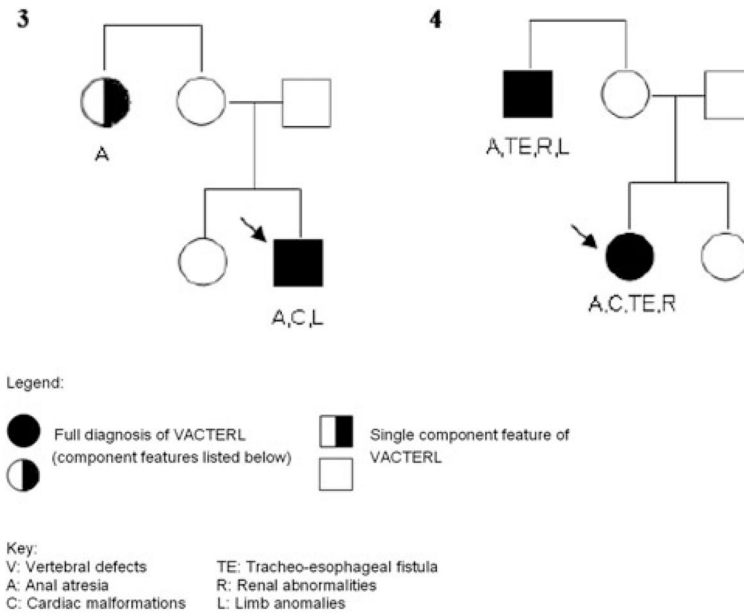 3
4
A
A,TE,R,L
A,C,L
A,C,TE,R
Legend:
Full diagnosis of VACTERL
(component features listed below)
Single component feature of
VACTERL
Key:
V: Vertebral defects
TE: Tracheo-esophageal fistula
A: Anal atresia
R: Renal abnormalities
C: Cardiac malformations
L: Limb anomalies